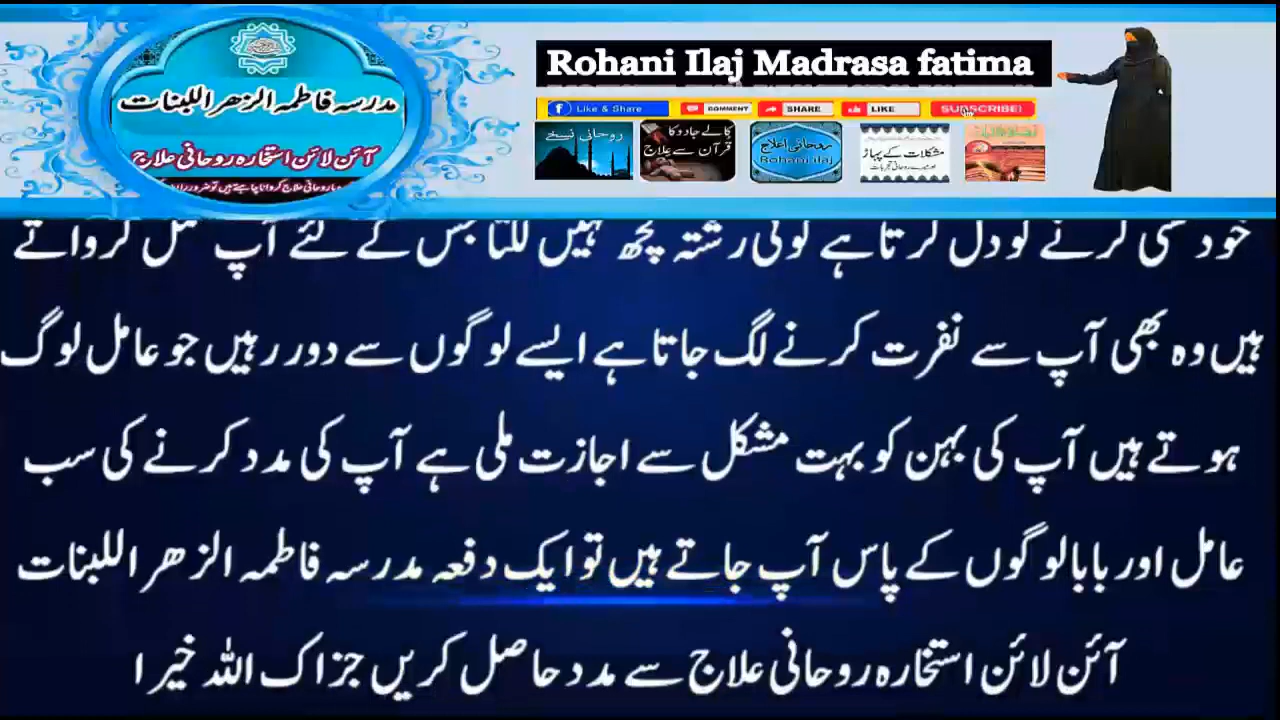 مدرسہ فاطمہ الزھرا للبنات
آئن لائن استخارہ روحانی علاج
Rohani Ilaj Madrasa fatima
Like & Share
COMMENT
SHARE
LIKE
SUBSCRIBE!
روحانی نسخے
کالے جادو کا
قرآن سے علاج
روحانی علاج
Rohani Ilaj
مشکلات کے پہاڑ
خود کشی کرنے کو دل کرتا ہے کوئی رشتہ کچھ نہیں لگتا جس کے لئے آپ عمل کرواتے
ہیں وہ بھی آپ سے نفرت کرنے لگ جاتا ہے ایسے لوگوں سے دور رہیں جو عامل لوگ
ہوتے ہیں آپ کی بہن کو بہت مشکل سے اجازت ملی ہے آپ کی مدد کرنے کی سب
عامل اور بابا لوگوں کے پاس آپ جاتے ہیں تو ایک دفعہ مدرسہ فاطمہ الزھرا للبنات
آئن لائن استخارہ روحانی علاج سے مدد حاصل کریں جزاک اللہ خیرا